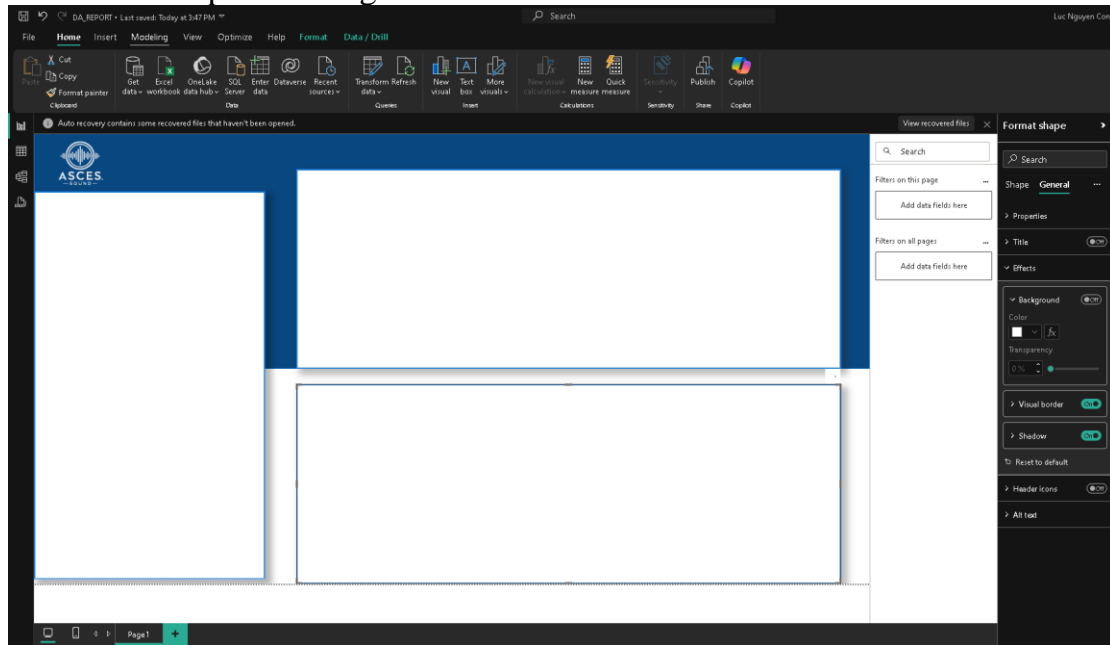 DA_REPORT • Last saved: Today at 3:47 PM
Search
Luc Nguyen Con
File Home Insert Modeling View Optimize Help Format Data / Drill
Paste
Cut
Copy
Format painter
Clipboard
Get data
Excel workbook
OneLake data hub
SQL Server
Enter data
Dataverse
Recent sources
Data
Transform data
Refresh
Queries
New visual
Text box
More visuals
Insert
New visual calculation
New measure
Quick measure
Calculations
Sensitivity
Sensitivity
Publish
Share
Copilot
Copilot
Auto recovery contains some recovered files that haven't been opened.
View recovered files
ASCES
SOUND
Search
Filters on this page
Add data fields here
Filters on all pages
Add data fields here
Format shape
Search
Shape General
Properties
Title Off
Effects
Background Off
Color
fx
Transparency
0 %
Visual border On
Shadow On
Reset to default
Header icons Off
Alt text
Page 1